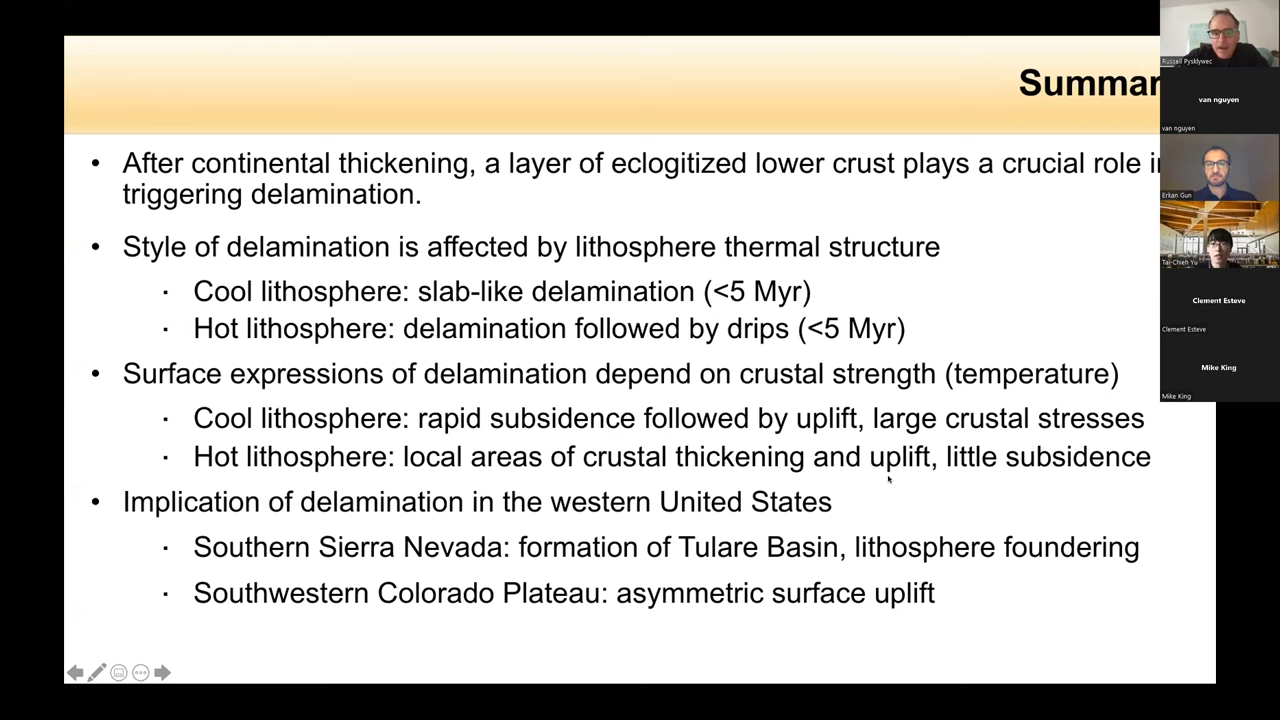 Summar
• After continental thickening, a layer of eclogitized lower crust plays a crucial role in
triggering delamination.
• Style of delamination is affected by lithosphere thermal structure
· Cool lithosphere: slab-like delamination (<5 Myr)
· Hot lithosphere: delamination followed by drips (<5 Myr)
• Surface expressions of delamination depend on crustal strength (temperature)
· Cool lithosphere: rapid subsidence followed by uplift, large crustal stresses
· Hot lithosphere: local areas of crustal thickening and uplift, little subsidence
• Implication of delamination in the western United States
· Southern Sierra Nevada: formation of Tulare Basin, lithosphere foundering
· Southwestern Colorado Plateau: asymmetric surface uplift
Russell Pysklywec
van nguyen
van nguyen
Erkan Gun
Tai-Chieh Yu
Clement Esteve
Clement Esteve
Mike King
Mike King